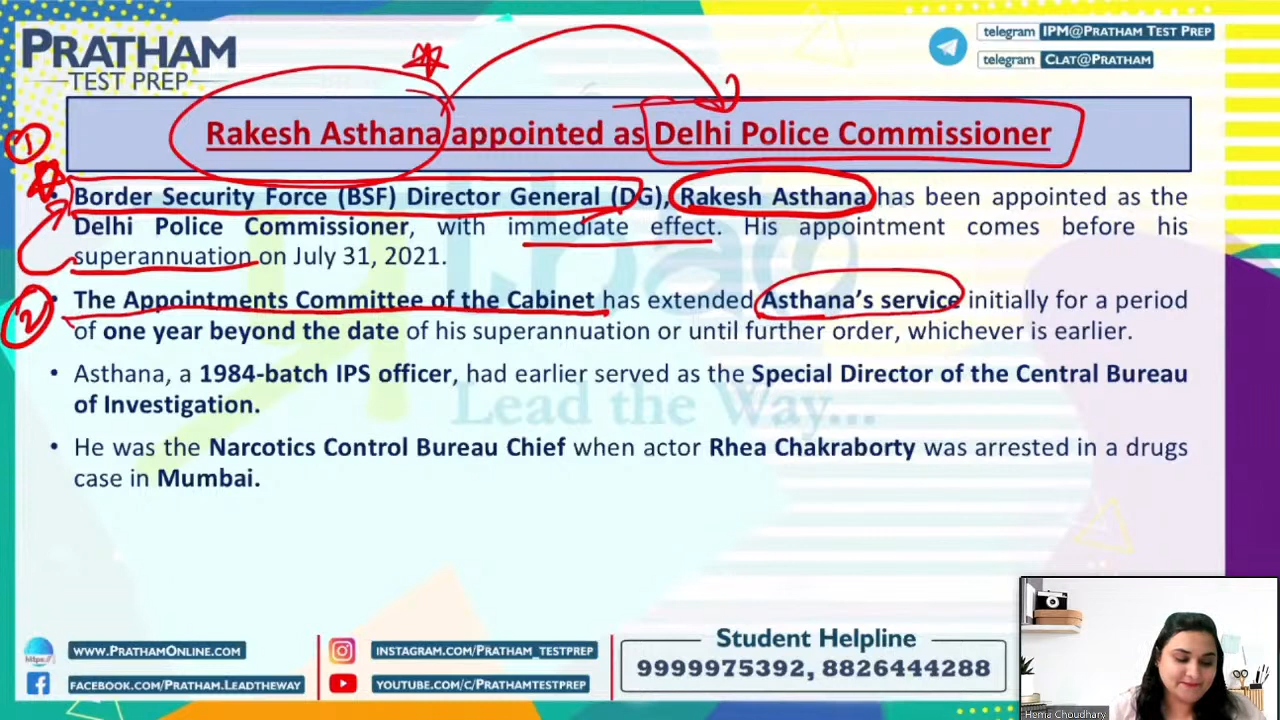 PRATHAM
TEST PREP
telegram IPM@PRATHAM TEST PREP
telegram CLAT@PRATHAM
Rakesh Asthana appointed as Delhi Police Commissioner
1
• Border Security Force (BSF) Director General (DG), Rakesh Asthana has been appointed as the
Delhi Police Commissioner, with immediate effect. His appointment comes before his
superannuation on July 31, 2021.
2
• The Appointments Committee of the Cabinet has extended Asthana's service initially for a period
of one year beyond the date of his superannuation or until further order, whichever is earlier.
• Asthana, a 1984-batch IPS officer, had earlier served as the Special Director of the Central Bureau
of Investigation.
• He was the Narcotics Control Bureau Chief when actor Rhea Chakraborty was arrested in a drugs
case in Mumbai.
Lead the Way...
https://
WWW.PRATHAMONLINE.COM
FACEBOOK.COM/PRATHAM.LEADTHEWAY
INSTAGRAM.COM/PRATHAM_TESTPREP
YOUTUBE.COM/C/PRATHAMTESTPREP
Student Helpline
9999975392, 8826444288
Hema Choudhary